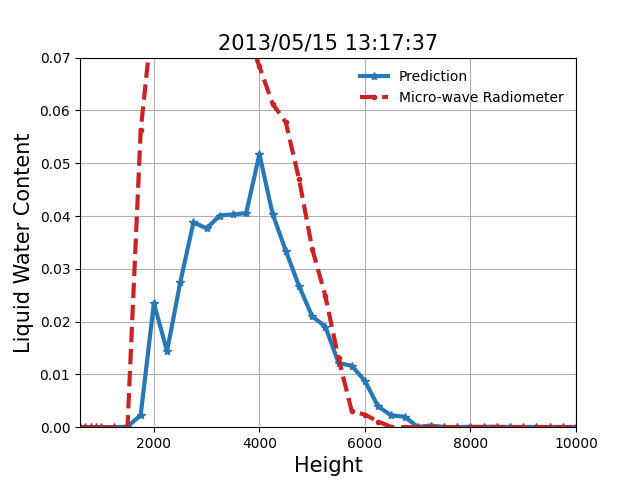 2013/05/15 13:17:37
Prediction
Micro-wave Radiometer
Liquid Water Content
0.07
0.06
0.05
0.04
0.03
0.02
0.01
0.00
2000 4000 6000 8000 10000
Height